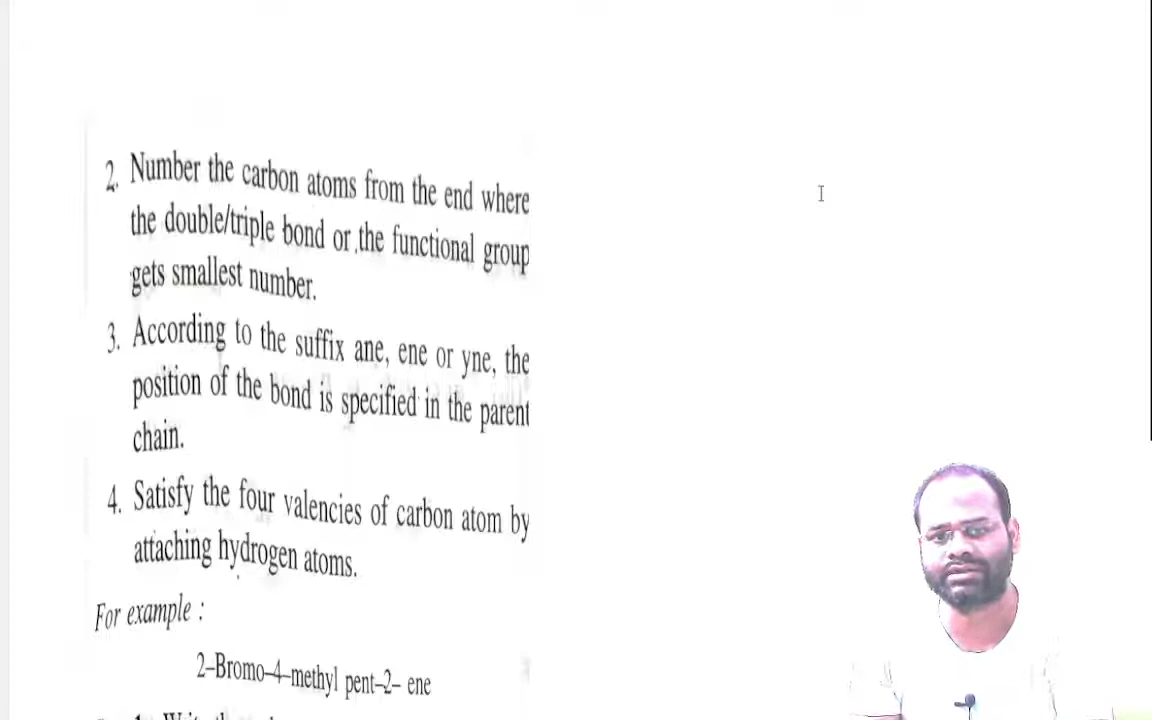 2. Number the carbon atoms from the end where
the double/triple bond or the functional group
gets smallest number.
3. According to the suffix ane, ene or yne, the
position of the bond is specified in the parent
chain.
4. Satisfy the four valencies of carbon atom by
attaching hydrogen atoms.
For example :
2–Bromo–4–methyl pent–2– ene